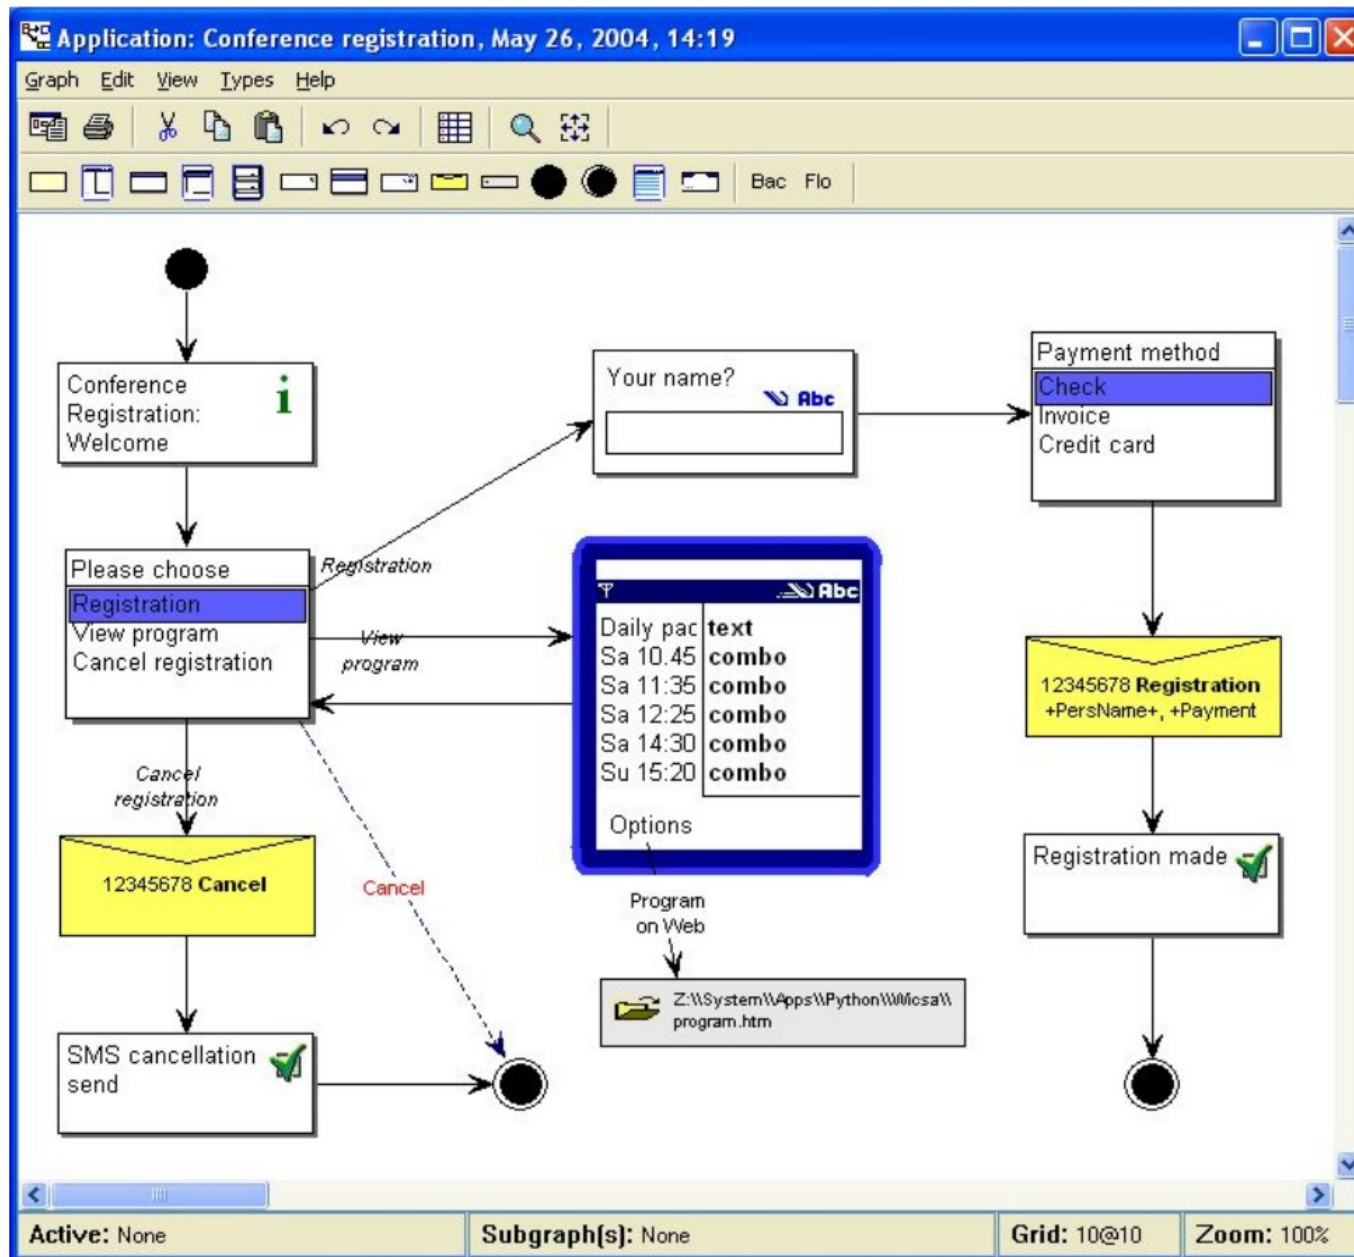 Application: Conference registration, May 26, 2004, 14:19
Graph Edit View Types Help
Bac Flo
Conference
Registration:
Welcome
Your name?
Abc
Payment method
Check
Invoice
Credit card
Please choose
Registration
View program
Cancel registration
Registration
View
program
Abc
Daily pac text
Sa 10.45 combo
Sa 11:35 combo
Sa 12:25 combo
Sa 14:30 combo
Su 15:20 combo
Options
12345678 Registration
+PersName+, +Payment
Cancel
registration
12345678 Cancel
Cancel
Program
on Web
Registration made
Z:\\System\\Apps\\Python\\Wicsa\\
program.htm
SMS cancellation
send
Active: None
Subgraph(s): None
Grid: 10@10
Zoom: 100%